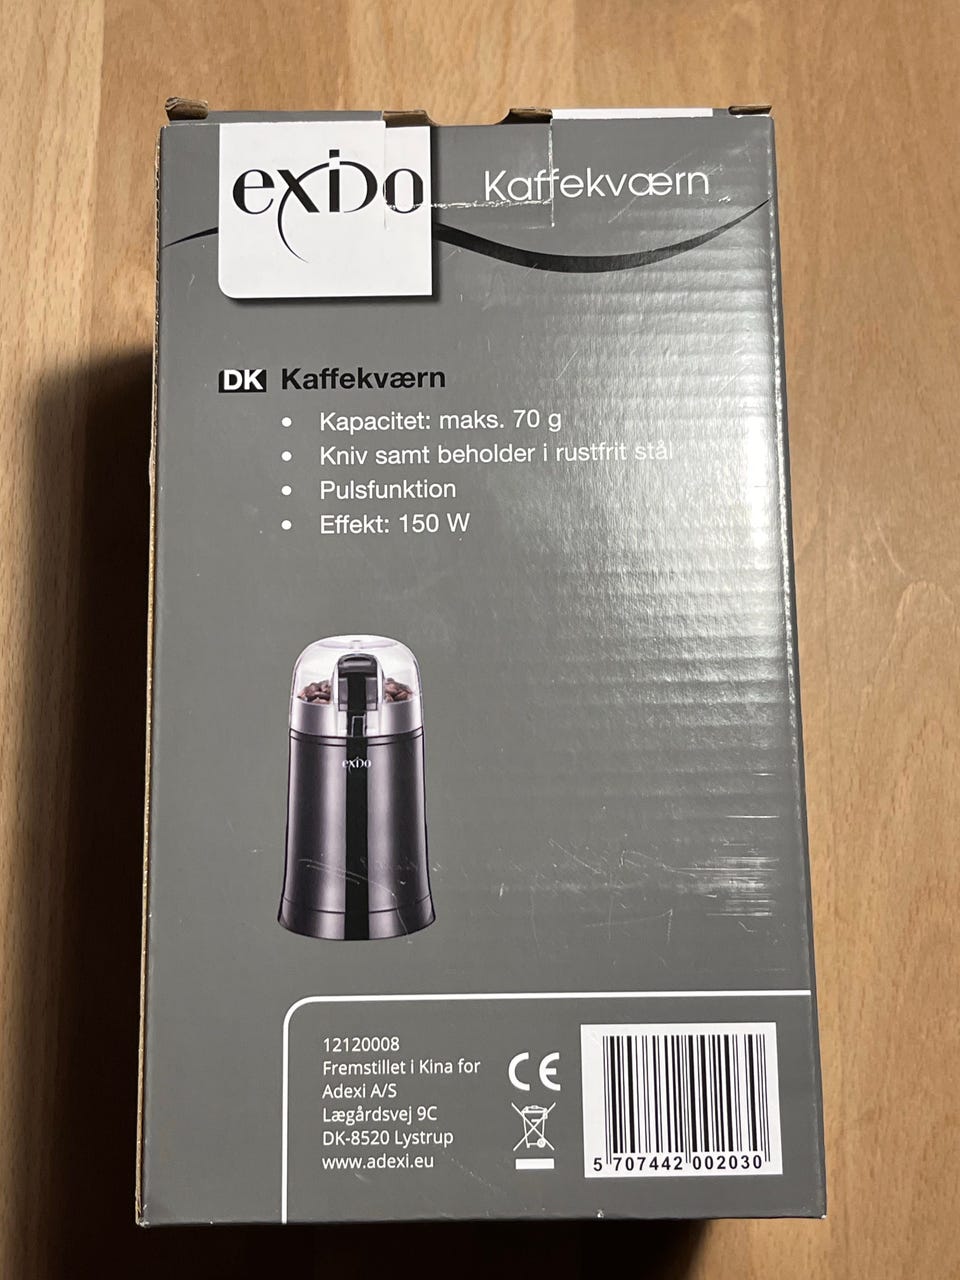 exido
Kaffekværn
DK Kaffekværn
• Kapacitet: maks. 70 g
• Kniv samt beholder i rustfrit stål
• Pulsfunktion
• Effekt: 150 W
exido
12120008
Fremstillet i Kina for
Adexi A/S
Lægårdsvej 9C
DK-8520 Lystrup
www.adexi.eu
CE
5 707442 002030